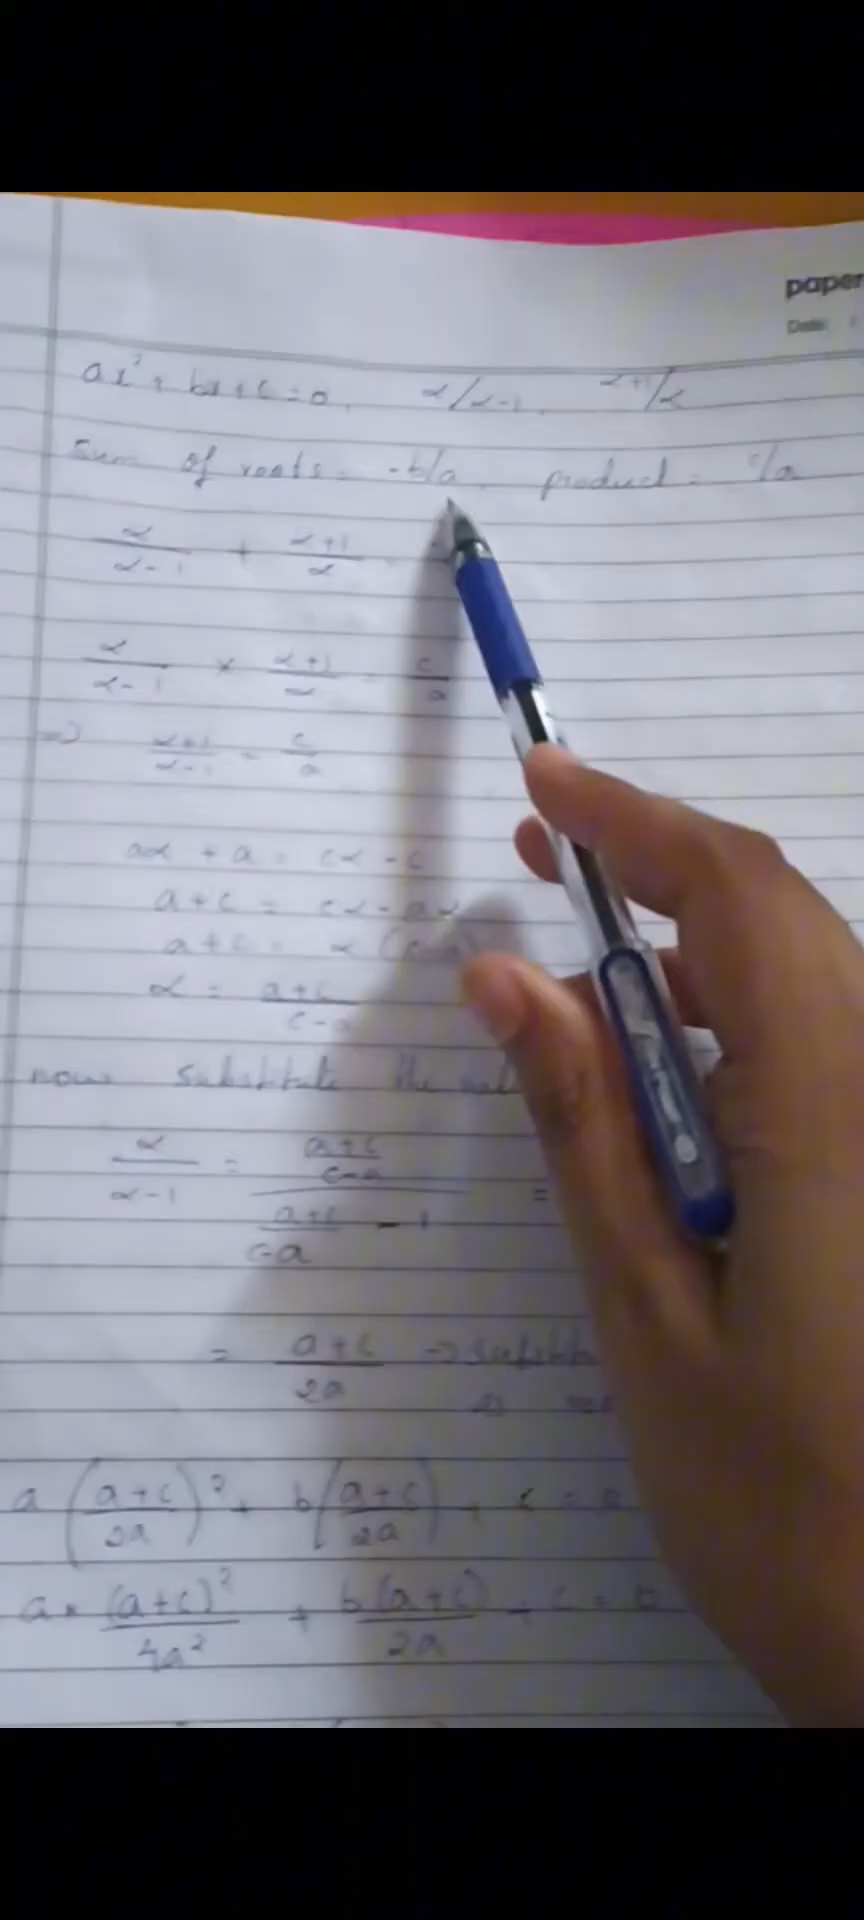 paper
Date: /
ax² + bx + c = 0, α/α-1, α+1/α
Sum of roots = -b/a, product = c/a
α/α-1 + α+1/α
α/α-1 × α+1/α = c/a
=> α+1/α-1 = c/a
aα + a = cα - c
a+c = cα - aα
a+c = α (c-a)
α = a+c/c-a
now substitute the
α/α-1 = a+c/c-a / a+c/c-a - 1 =
= a+c/2a →
a (a+c/2a)² + b(a+c/2a) + c = 0
a × (a+c)²/4a² + b(a+c)/2a + c = 0